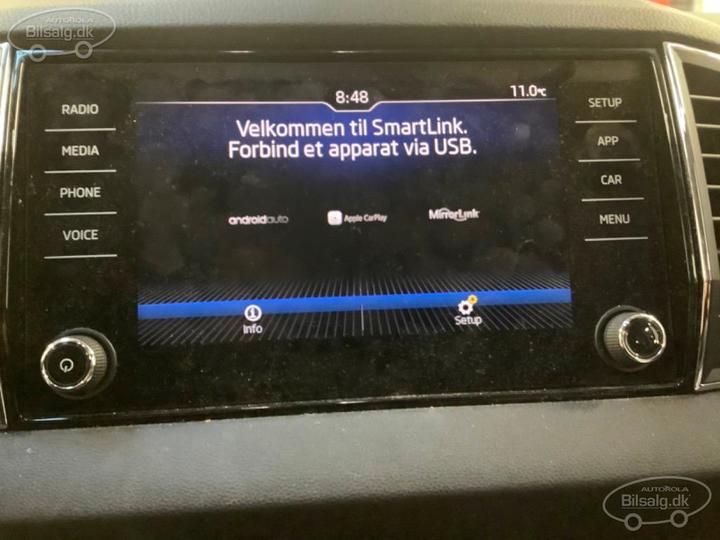 AUTOROLA
Bilsalg.dk
8:48
11.0°C
RADIO
MEDIA
PHONE
VOICE
SETUP
APP
CAR
MENU
Velkommen til SmartLink.
Forbind et apparat via USB.
androidauto
Apple CarPlay
MirrorLink
Info
Setup
AUTOROLA
Bilsalg.dk